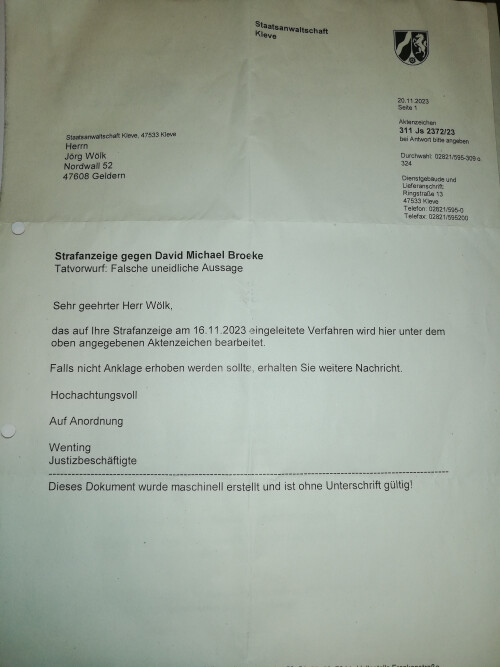 Staatsanwaltschaft
Kleve
20.11.2023
Seite 1
Aktenzeichen
311 Js 2372/23
bei Antwort bitte angeben
Durchwahl: 02821/595-309 o.
324
Dienstgebäude und
Lieferanschrift:
Ringstraße 13
47533 Kleve
Telefon: 02821/595-0
Telefax: 02821/595200
Staatsanwaltschaft Kleve, 47533 Kleve
Herrn
Jörg Wölk
Nordwall 52
47608 Geldern
Strafanzeige gegen David Michael Broeke
Tatvorwurf: Falsche uneidliche Aussage
Sehr geehrter Herr Wölk,
das auf Ihre Strafanzeige am 16.11.2023 eingeleitete Verfahren wird hier unter dem
oben angegebenen Aktenzeichen bearbeitet.
Falls nicht Anklage erhoben werden sollte, erhalten Sie weitere Nachricht.
Hochachtungsvoll
Auf Anordnung
Wenting
Justizbeschäftigte
Dieses Dokument wurde maschinell erstellt und ist ohne Unterschrift gültig!